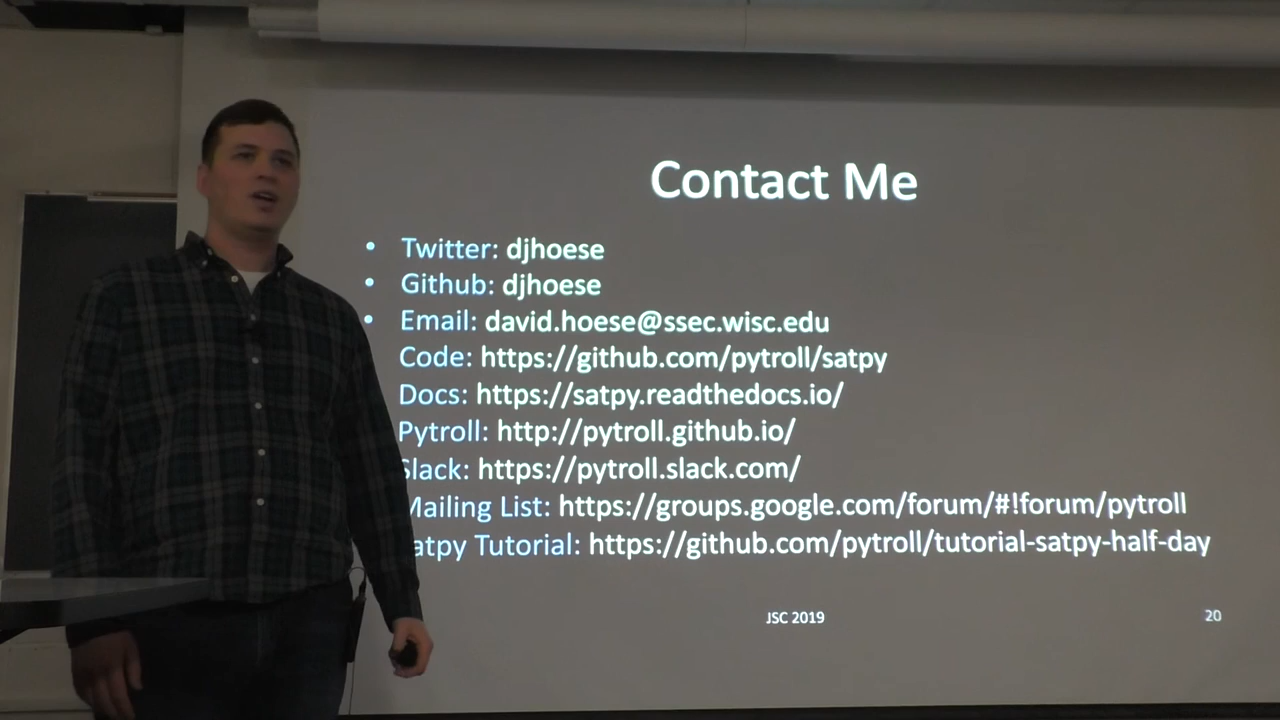 Contact Me
• Twitter: djhoese
• Github: djhoese
• Email: david.hoese@ssec.wisc.edu
Code: https://github.com/pytroll/satpy
Docs: https://satpy.readthedocs.io/
Pytroll: http://pytroll.github.io/
Slack: https://pytroll.slack.com/
Mailing List: https://groups.google.com/forum/#!forum/pytroll
atpy Tutorial: https://github.com/pytroll/tutorial-satpy-half-day
JSC 2019
20